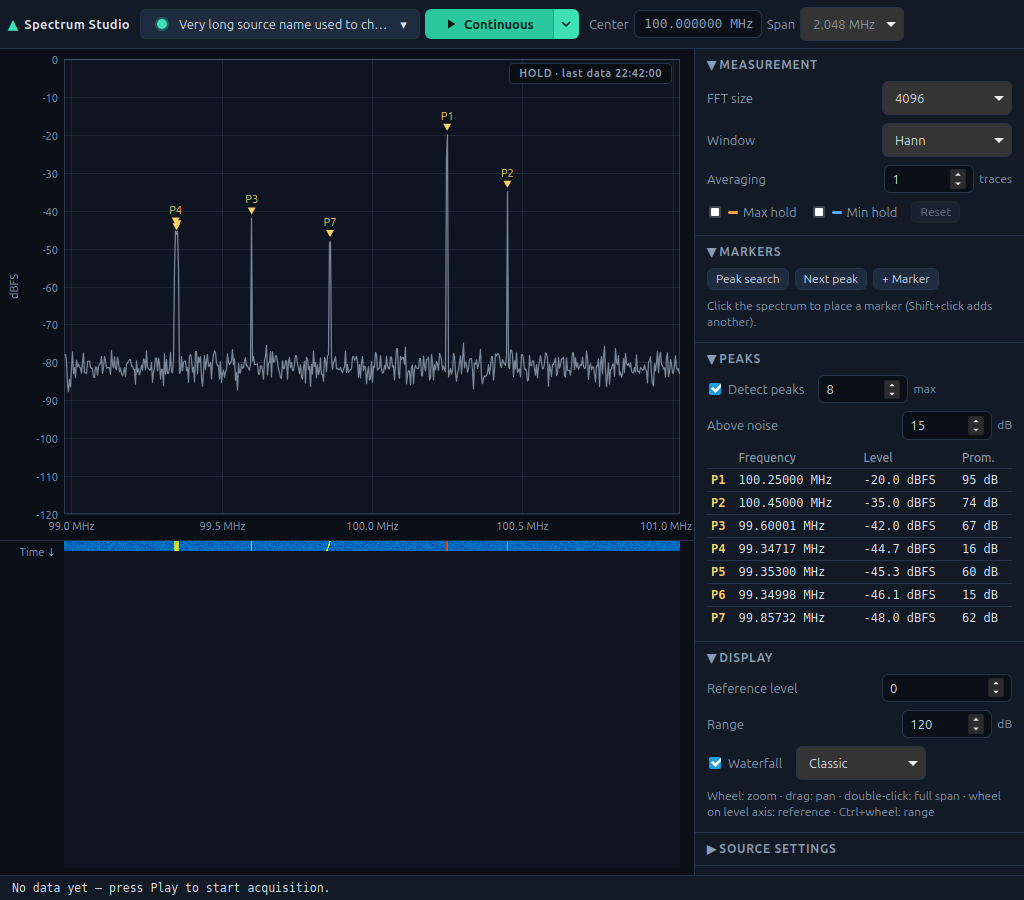 ▲ Spectrum Studio Very long source name used to ch... ▾ ▶ Continuous Center 100.000000 MHz Span 2.048 MHz
HOLD · last data 22:42:00
0
-10
-20
-30
-40
-50
-60
-70
-80
-90
-100
-110
-120
dBFS
P1
P2
P3
P4
P7
99.0 MHz 99.5 MHz 100.0 MHz 100.5 MHz 101.0 MHz
Time ↓
▼ MEASUREMENT
FFT size 4096
Window Hann
Averaging 1 traces
Max hold Min hold Reset
▼ MARKERS
Peak search Next peak + Marker
Click the spectrum to place a marker (Shift+click adds
another).
▼ PEAKS
Detect peaks 8 max
Above noise 15 dB
Frequency Level Prom.
P1 100.25000 MHz -20.0 dBFS 95 dB
P2 100.45000 MHz -35.0 dBFS 74 dB
P3 99.60001 MHz -42.0 dBFS 67 dB
P4 99.34717 MHz -44.7 dBFS 16 dB
P5 99.35300 MHz -45.3 dBFS 60 dB
P6 99.34998 MHz -46.1 dBFS 15 dB
P7 99.85732 MHz -48.0 dBFS 62 dB
▼ DISPLAY
Reference level 0
Range 120 dB
Waterfall Classic
Wheel: zoom · drag: pan · double-click: full span · wheel
on level axis: reference · Ctrl+wheel: range
▶ SOURCE SETTINGS
No data yet — press Play to start acquisition.